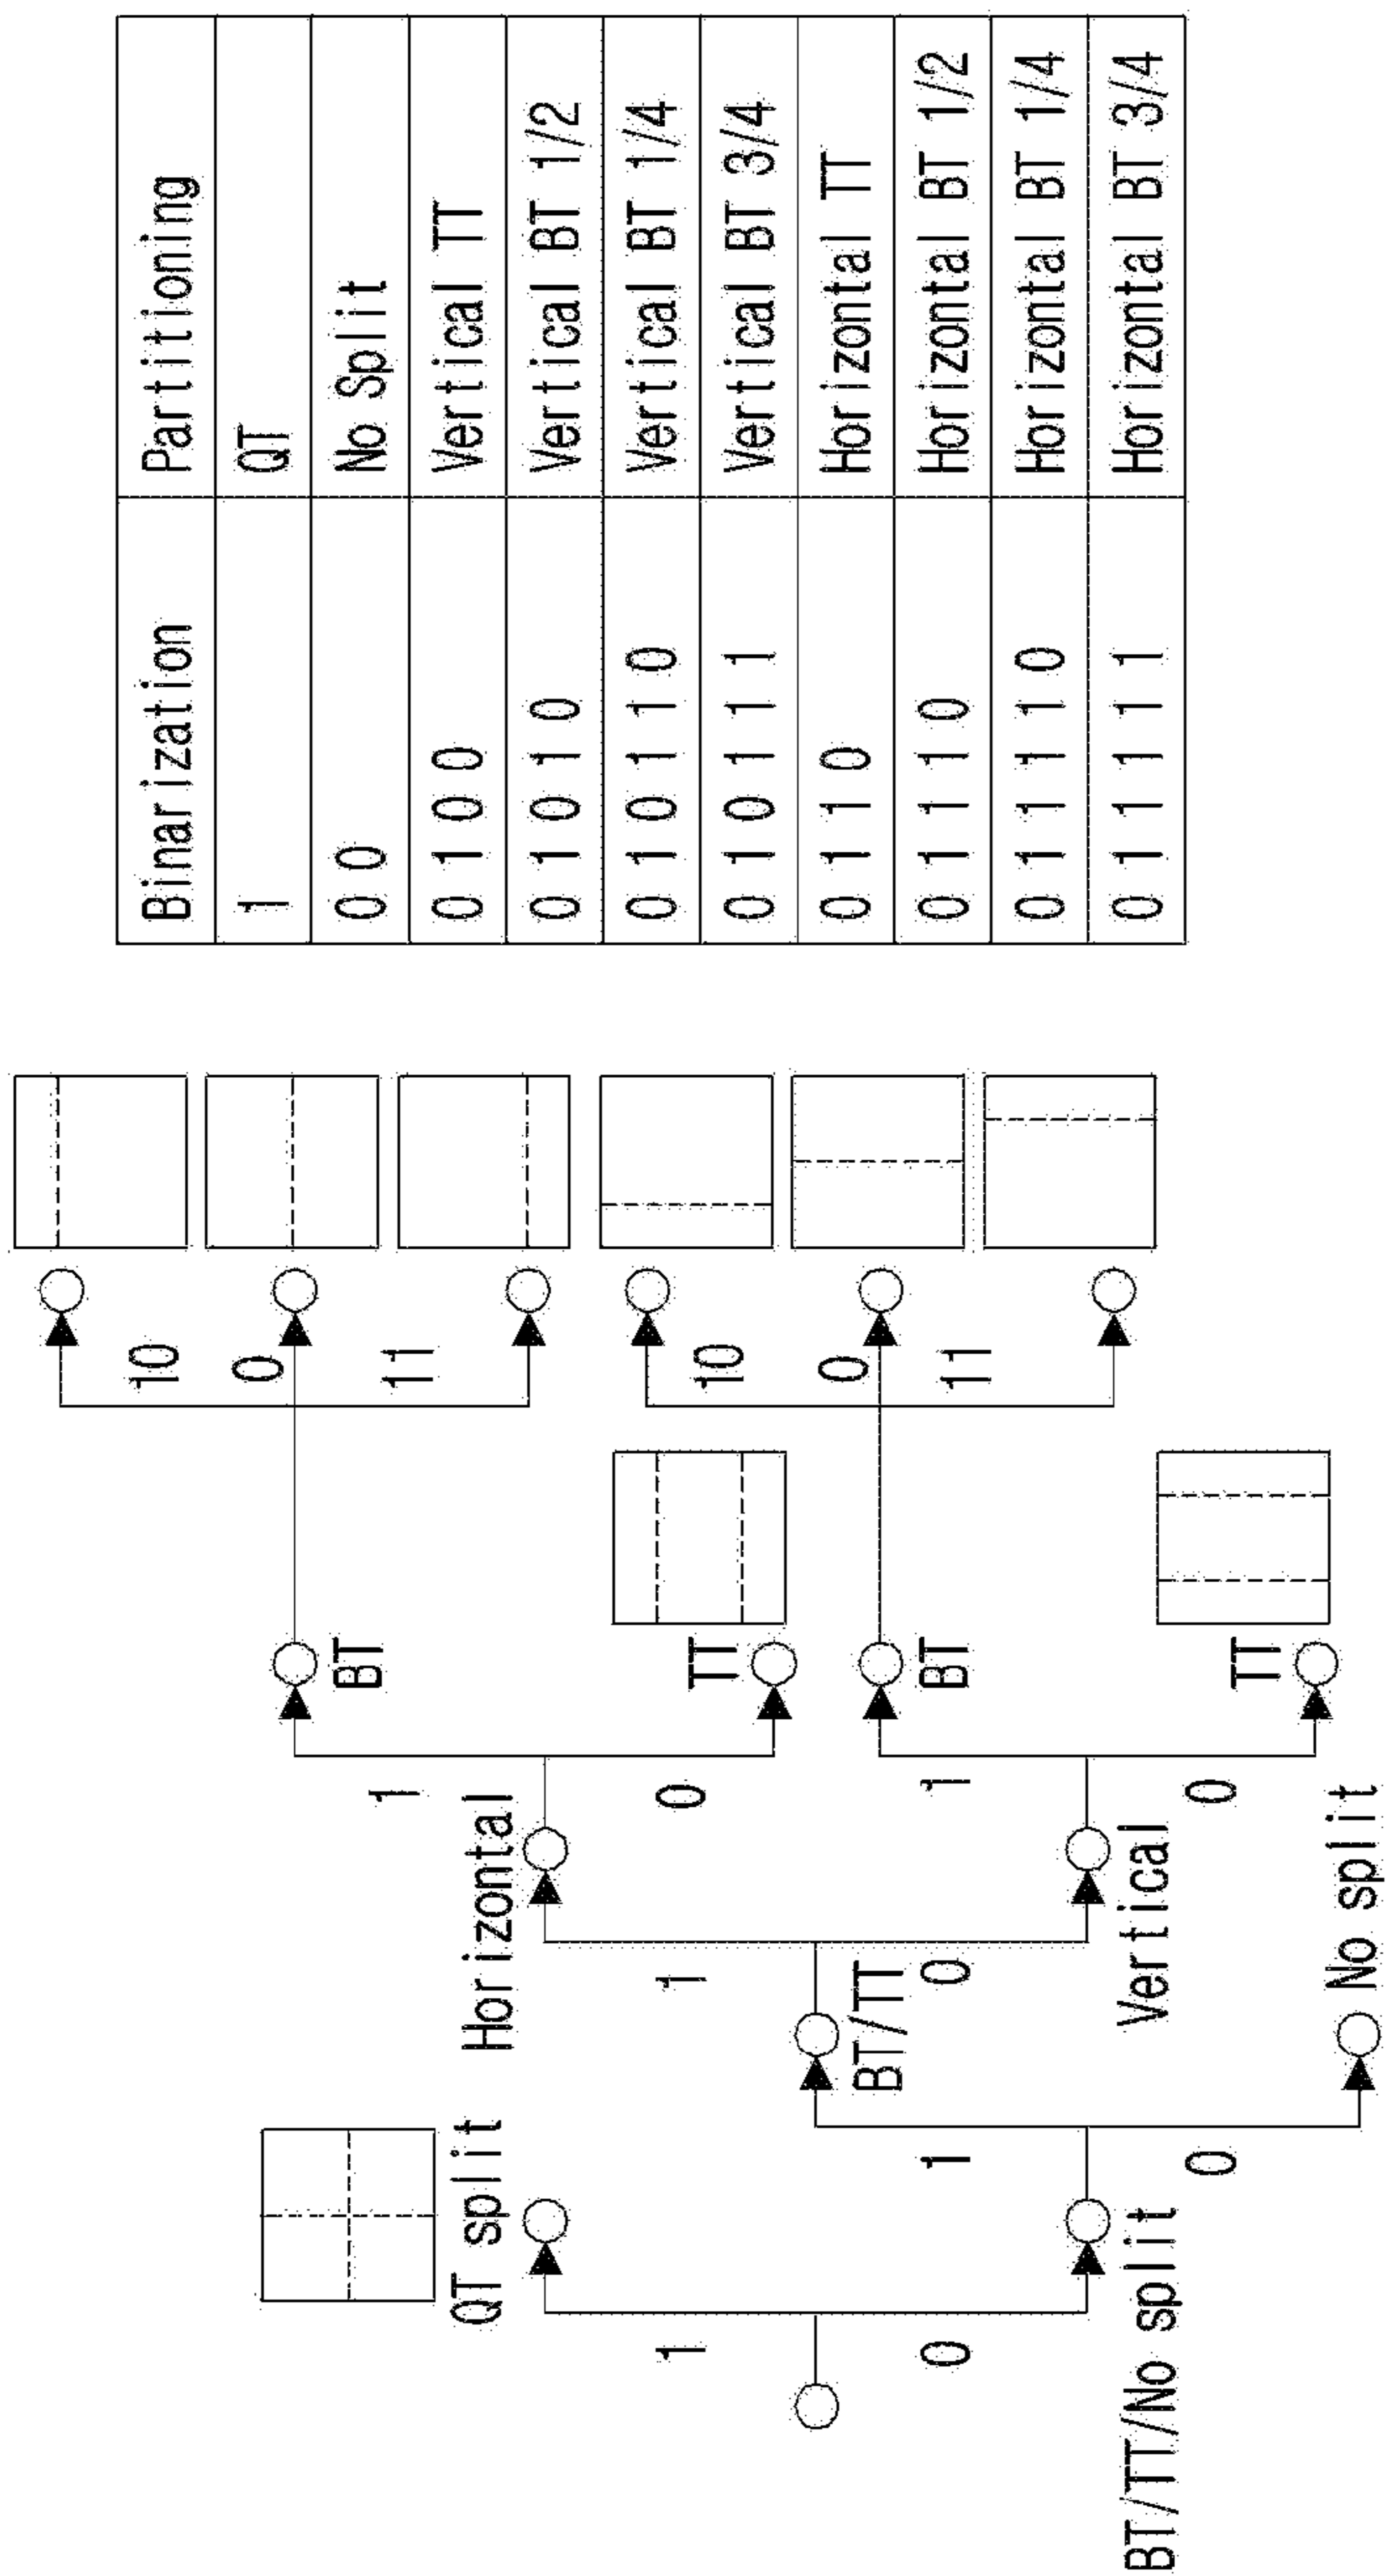 10
0
BT
11
1
QT split
Horizontal
1
1
0
TT
10
0
BT/TT
0
1
0
1
BT
11
BT/TT/No split
Vertical
0
0
TT
No split
Binarization Partitioning
1 QT
0 0 No Split
0 1 0 0 Vertical TT
0 1 0 1 0 Vertical BT 1/2
0 1 0 1 1 0 Vertical BT 1/4
0 1 0 1 1 1 Vertical BT 3/4
0 1 1 0 Horizontal TT
0 1 1 1 0 Horizontal BT 1/2
0 1 1 1 1 0 Horizontal BT 1/4
0 1 1 1 1 1 Horizontal BT 3/4